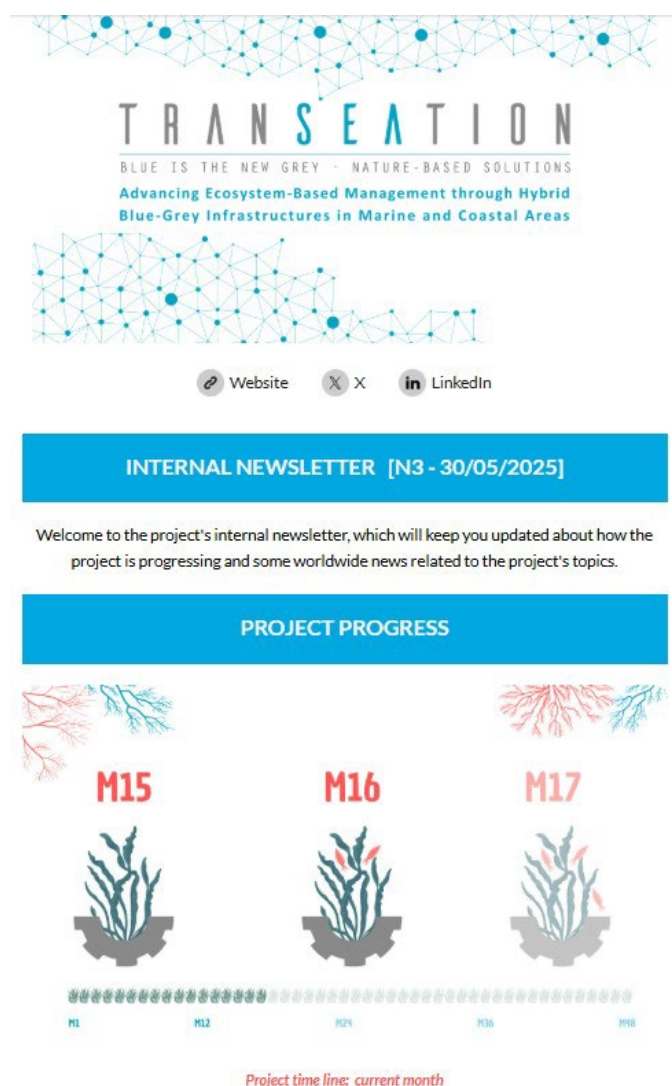 TRANSEATION
BLUE IS THE NEW GREY - NATURE-BASED SOLUTIONS
Advancing Ecosystem-Based Management through Hybrid
Blue-Grey Infrastructures in Marine and Coastal Areas
Website X LinkedIn
INTERNAL NEWSLETTER [N3 - 30/05/2025]
Welcome to the project's internal newsletter, which will keep you updated about how the
project is progressing and some worldwide news related to the project's topics.
PROJECT PROGRESS
M15 M16 M17
M1 M12 M24 M36 M48
Project time line: current month